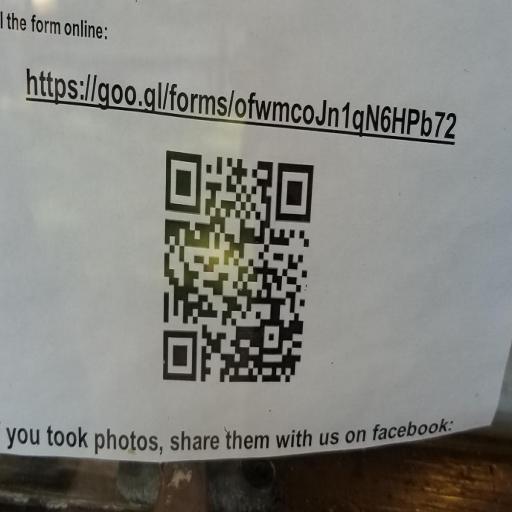 the form online:
https://goo.gl/forms/ofwmcoJn1qN6HPb72
you took photos, share them with us on facebook: